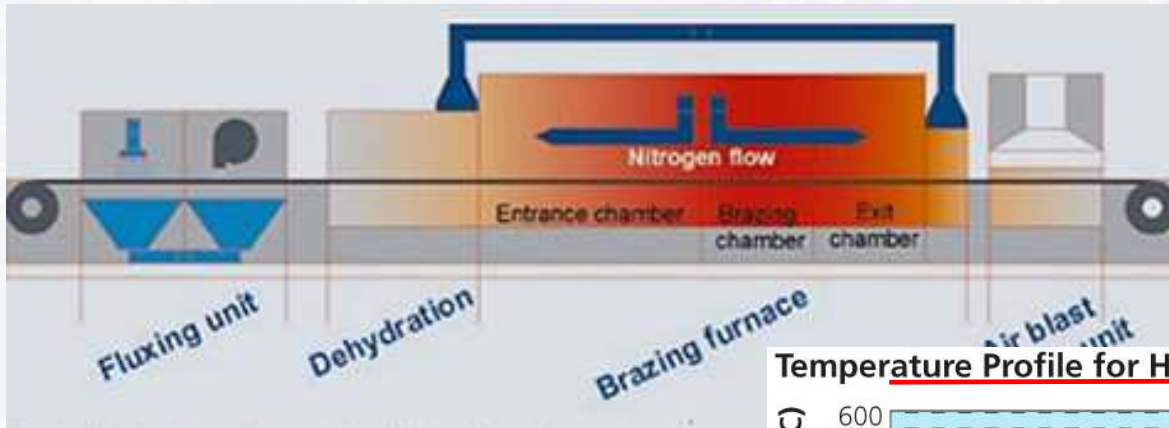 Nitrogen flow
Entrance chamber
Brazing
chamber
Exit
chamber
Fluxing unit
Dehydration
Brazing furnace
Air blast
unit
Temperature Profile for H
600